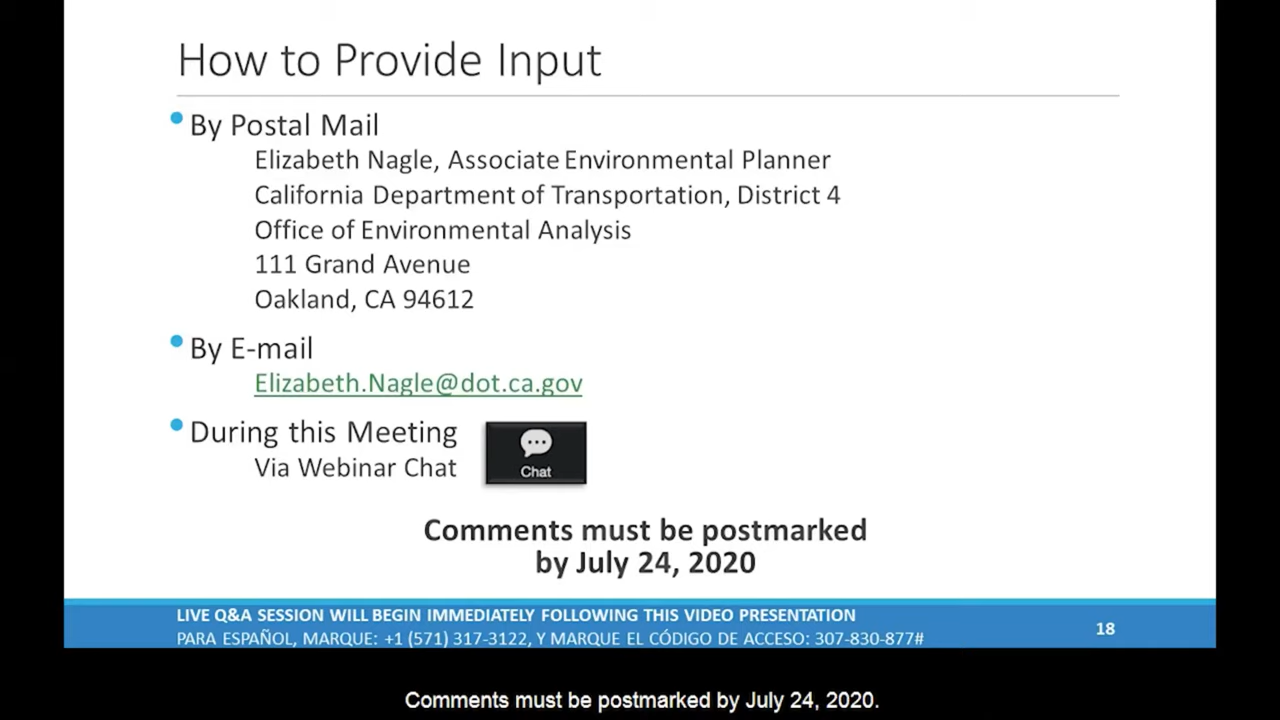 How to Provide Input
By Postal Mail
Elizabeth Nagle, Associate Environmental Planner
California Department of Transportation, District 4
Office of Environmental Analysis
111 Grand Avenue
Oakland, CA 94612
By E-mail
Elizabeth.Nagle@dot.ca.gov
During this Meeting
Via Webinar Chat
Chat
Comments must be postmarked
by July 24, 2020
LIVE Q&A SESSION WILL BEGIN IMMEDIATELY FOLLOWING THIS VIDEO PRESENTATION
PARA ESPAÑOL, MARQUE: +1 (571) 317-3122, Y MARQUE EL CÓDIGO DE ACCESO: 307-830-877#
18
Comments must be postmarked by July 24, 2020.